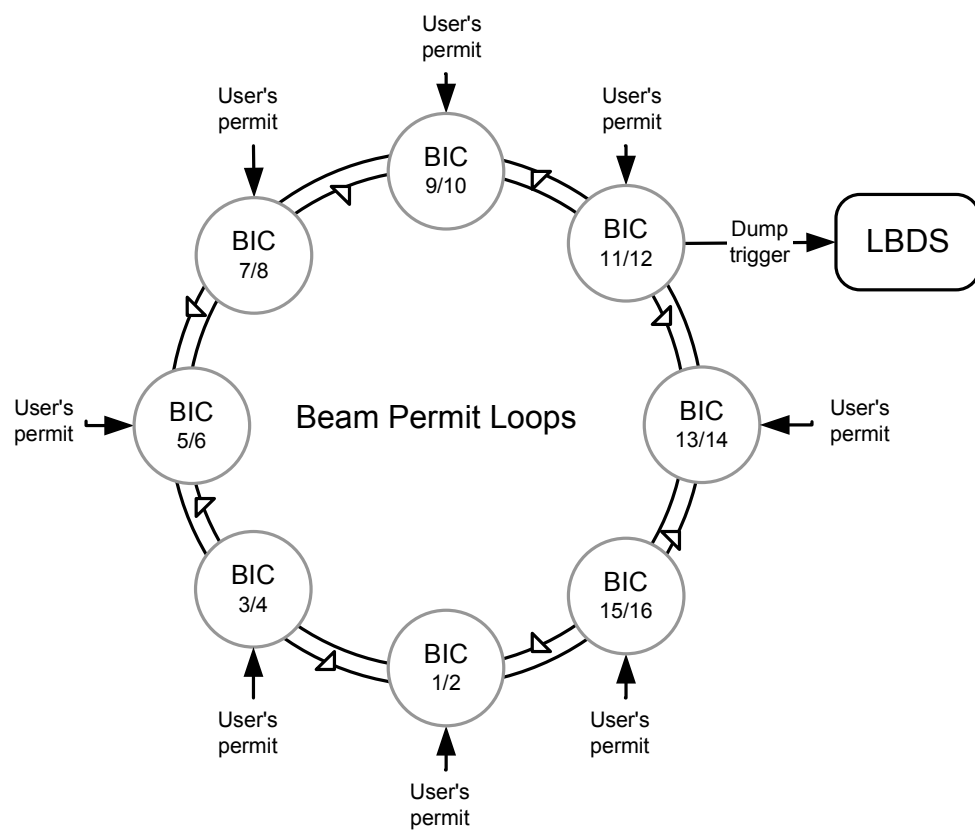 User's
permit
User's
permit
User's
permit
BIC
9/10
BIC
7/8
BIC
11/12
Dump
trigger
LBDS
User's
permit
BIC
5/6
Beam Permit Loops
BIC
13/14
User's
permit
BIC
3/4
BIC
15/16
BIC
1/2
User's
permit
User's
permit
User's
permit